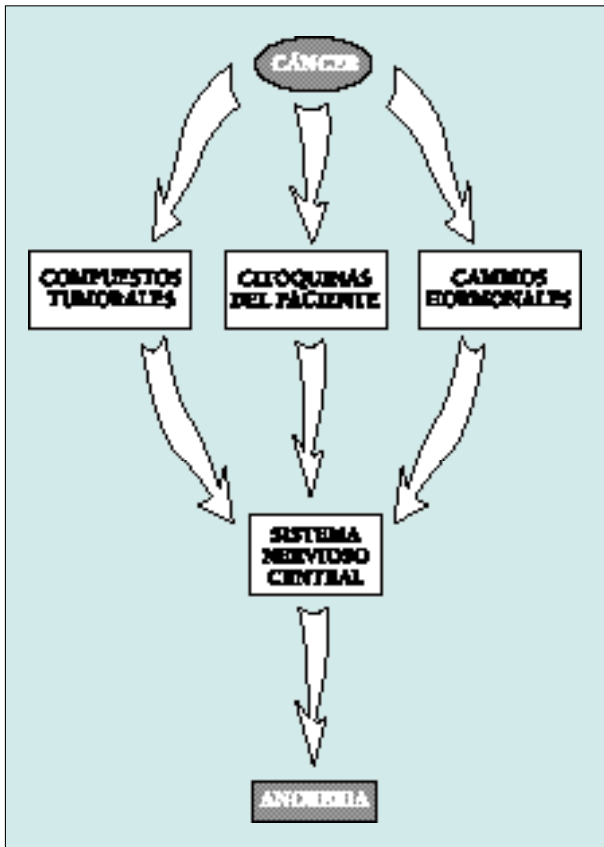 CÁNCER
COMPUESTOS
TUMORALES
CITOQUINAS
DEL PACIENTE
CAMBIOS
HORMONALES
SISTEMA
NERVIOSO
CENTRAL
ANOREXIA